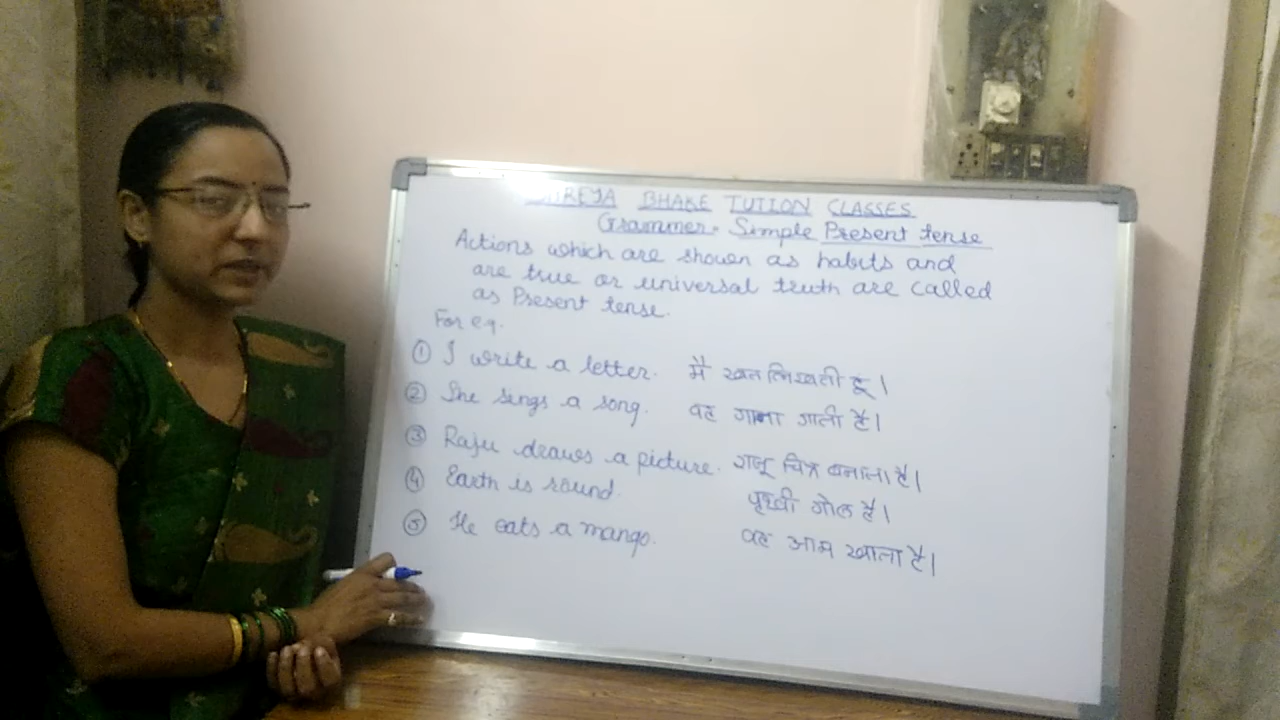 SHREYA BHAKE TUTION CLASSES
Grammer - Simple Present tense
Actions which are shown as habits and
are true or universal truth are called
as Present tense.
For eg.
① I write a letter. मै खत लिखती हू।
② She sings a song. वह गाना गाती है।
③ Raju draws a picture. राजू चित्र बनाता है।
④ Earth is round. पृथ्वी गोल है।
⑤ He eats a mango. वह आम खाता है।